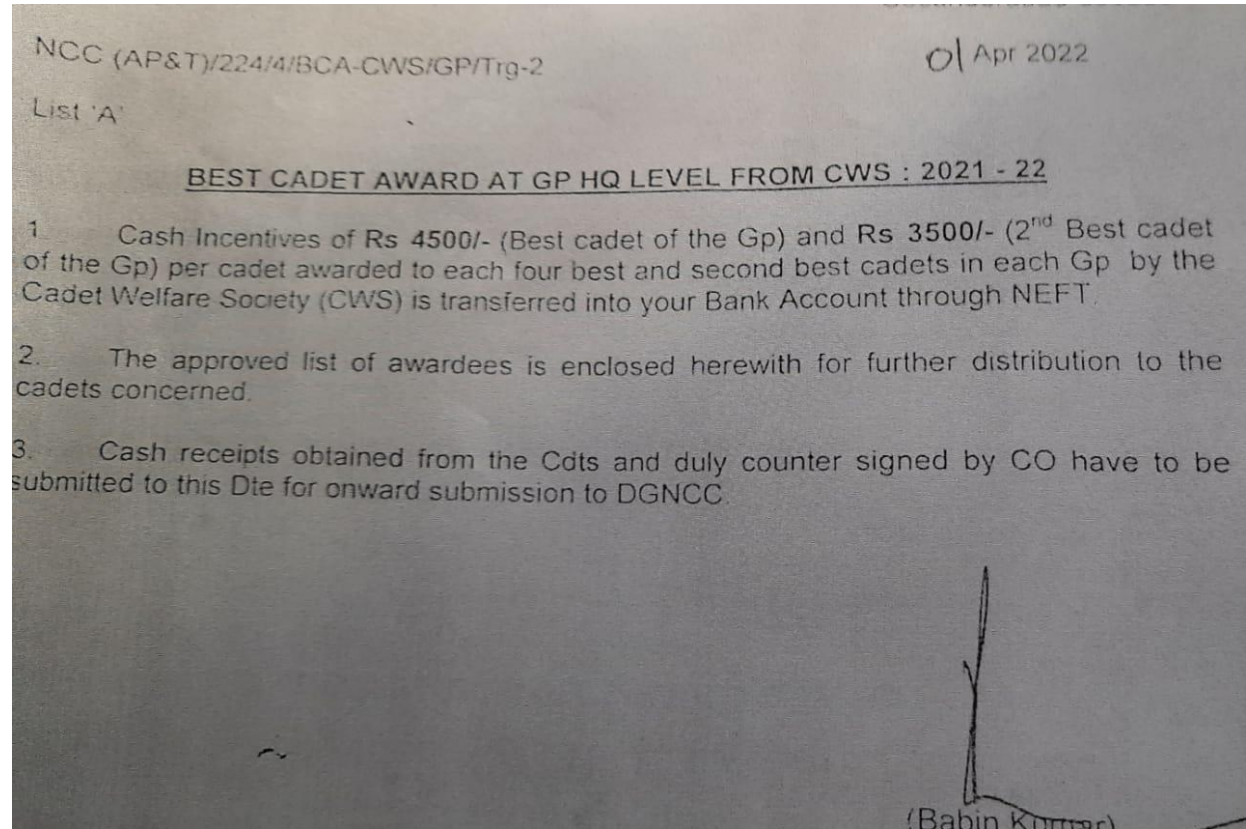 NCC (AP&T)/224/4/BCA-CWS/GP/Trg-2
01 Apr 2022
List 'A'
BEST CADET AWARD AT GP HQ LEVEL FROM CWS : 2021 - 22
1. Cash Incentives of Rs 4500/- (Best cadet of the Gp) and Rs 3500/- (2nd Best cadet
of the Gp) per cadet awarded to each four best and second best cadets in each Gp by the
Cadet Welfare Society (CWS) is transferred into your Bank Account through NEFT.
2. The approved list of awardees is enclosed herewith for further distribution to the
cadets concerned.
3. Cash receipts obtained from the Cdts and duly counter signed by CO have to be
submitted to this Dte for onward submission to DGNCC.
(Babin Kumar)